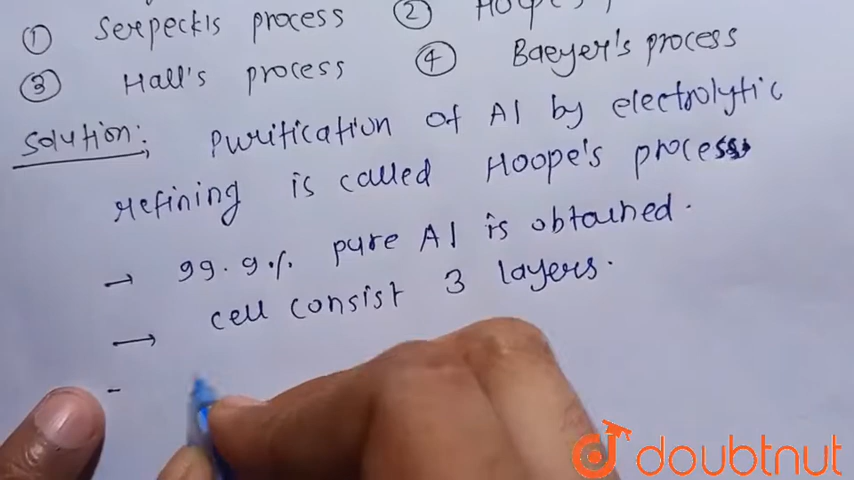 ① Serpeckis process ②
③ Hall's process ④ Baeyer's process
Solution: Purification of Al by electrolytic
refining is called Hoope's process
→ 99.9% pure Al is obtained.
→ cell consist 3 layers.
-
doubtnut